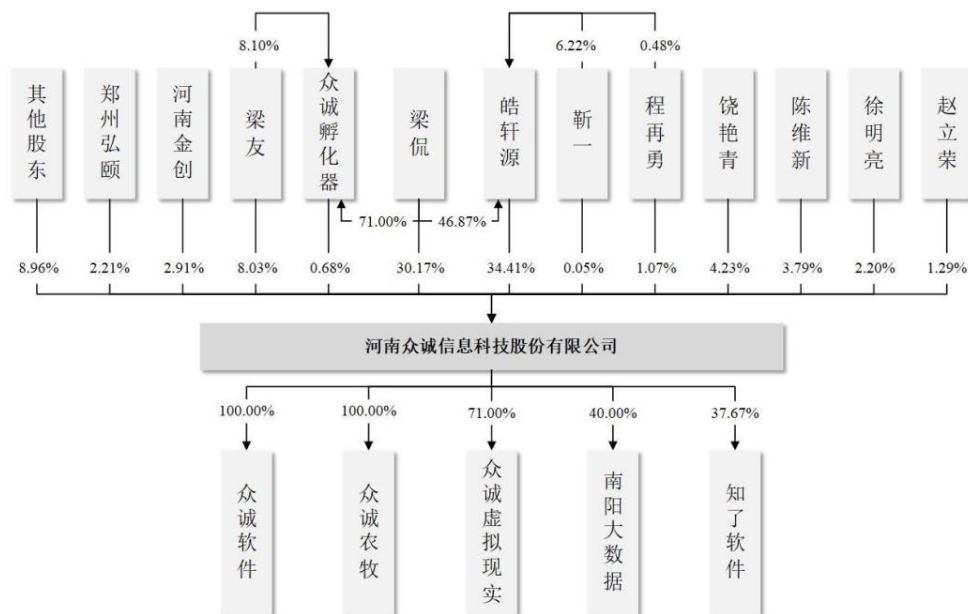 8.10%
6.22%
0.48%
其他股东
郑州弘颐
河南金创
梁友
众诚孵化器
梁侃
皓轩源
靳一
程再勇
饶艳青
陈维新
徐明亮
赵立荣
71.00%
46.87%
8.96%
2.21%
2.91%
8.03%
0.68%
30.17%
34.41%
0.05%
1.07%
4.23%
3.79%
2.20%
1.29%
河南众诚信息科技股份有限公司
100.00%
100.00%
71.00%
40.00%
37.67%
众诚软件
众诚农牧
众诚虚拟现实
南阳大数据
知了软件